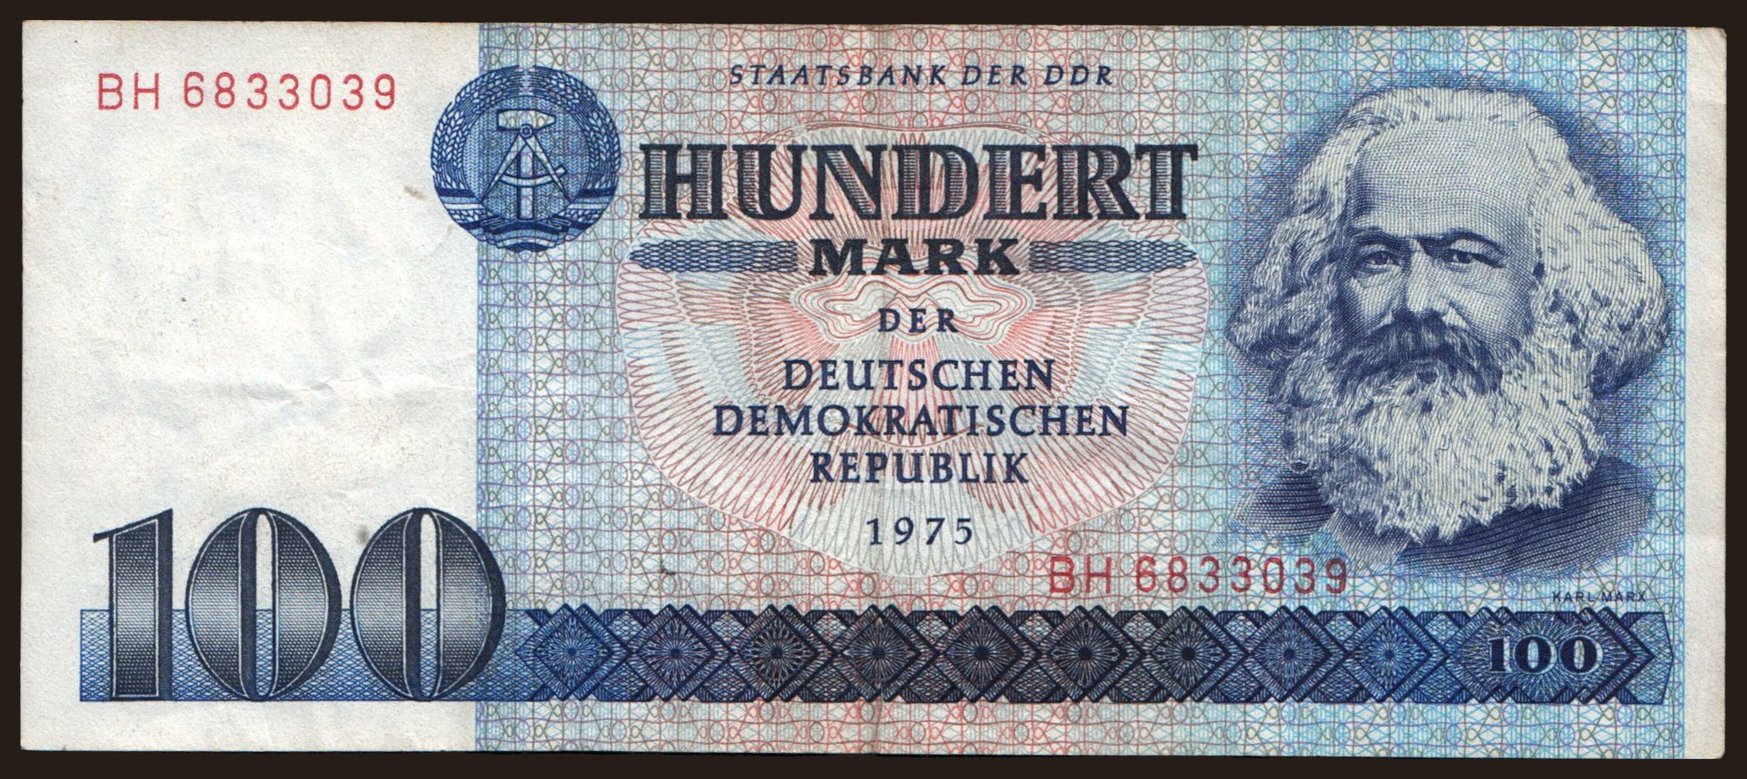 BH 6833039
STAATSBANK DER DDR
HUNDERT
MARK
DER
DEUTSCHEN
DEMOKRATISCHEN
REPUBLIK
1975
BH 6833039
KARL MARX
100
100